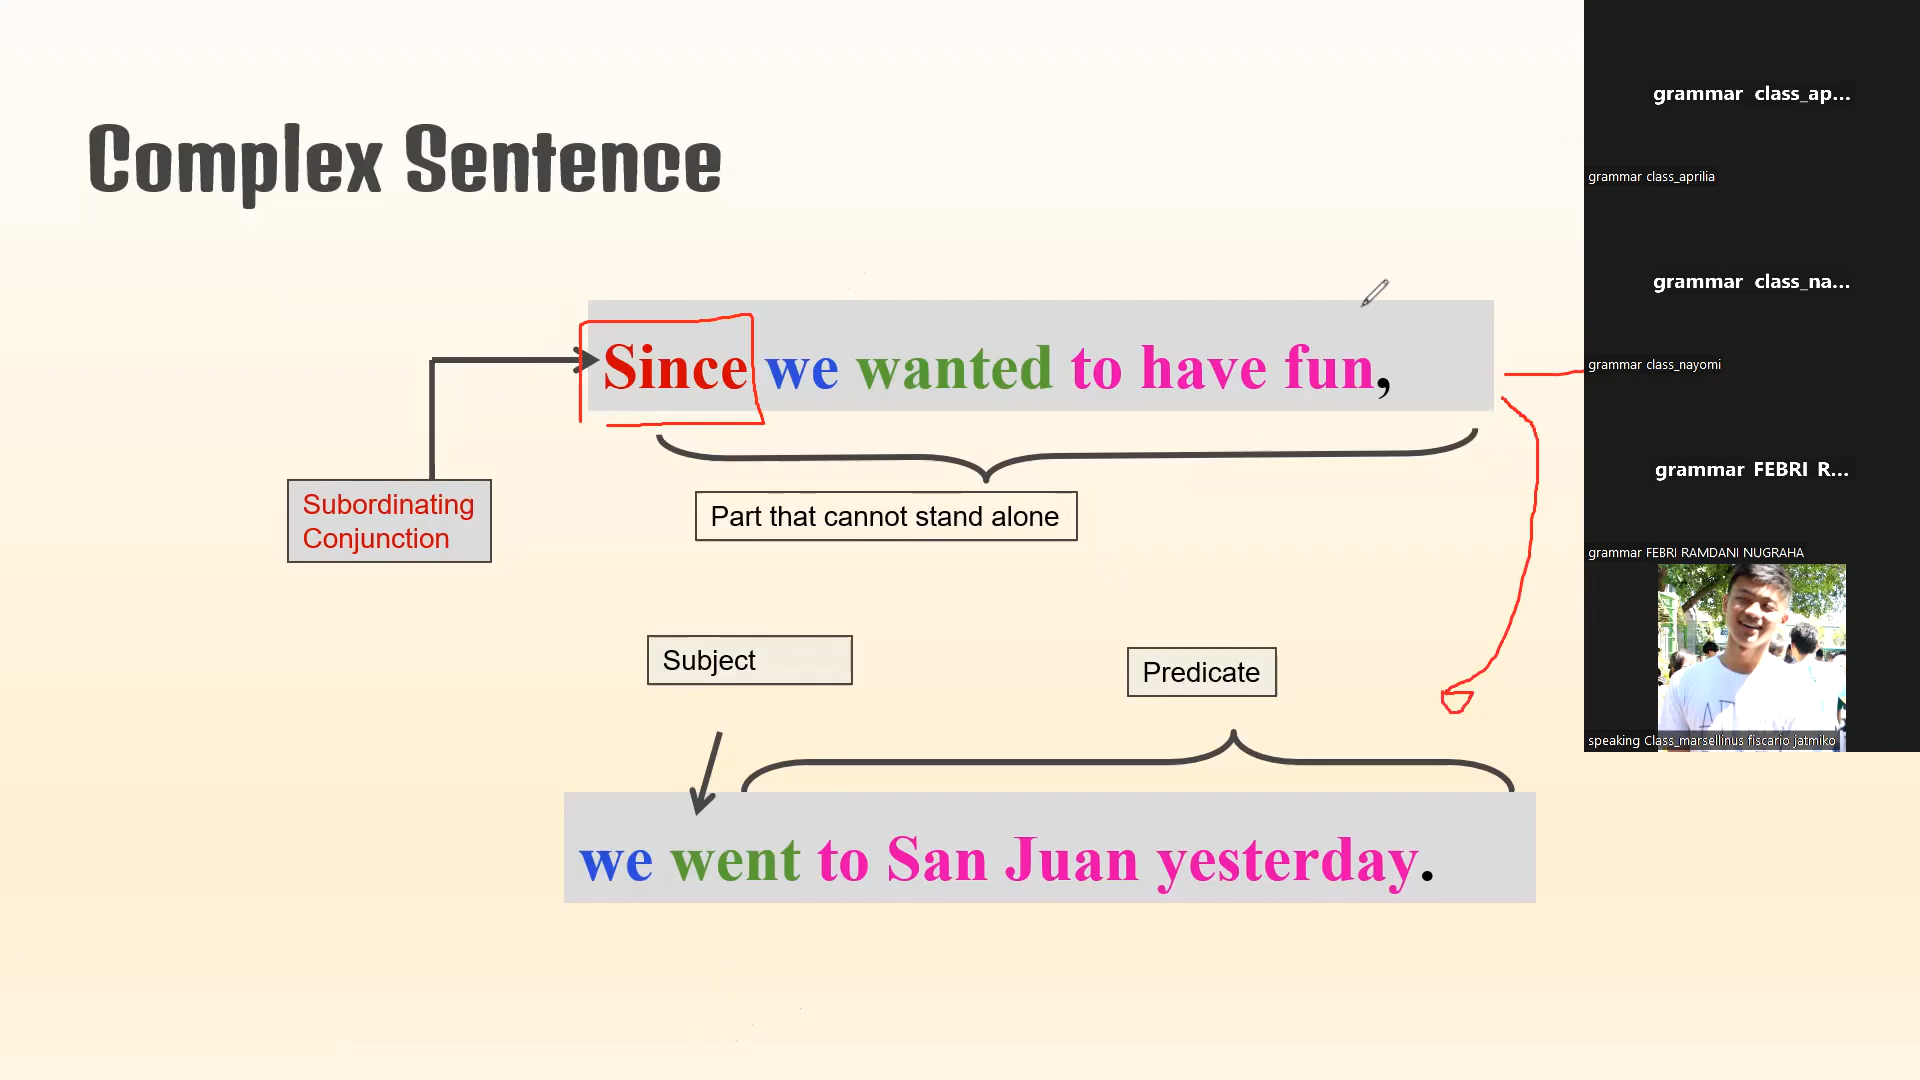 Complex Sentence
Since we wanted to have fun,
Subordinating
Conjunction
Part that cannot stand alone
Subject
Predicate
we went to San Juan yesterday.
grammar class_ap...
grammar class_aprilia
grammar class_na...
grammar class_nayomi
grammar FEBRI R...
grammar FEBRI RAMDANI NUGRAHA
speaking Class_marsellinus fiscario jatmiko